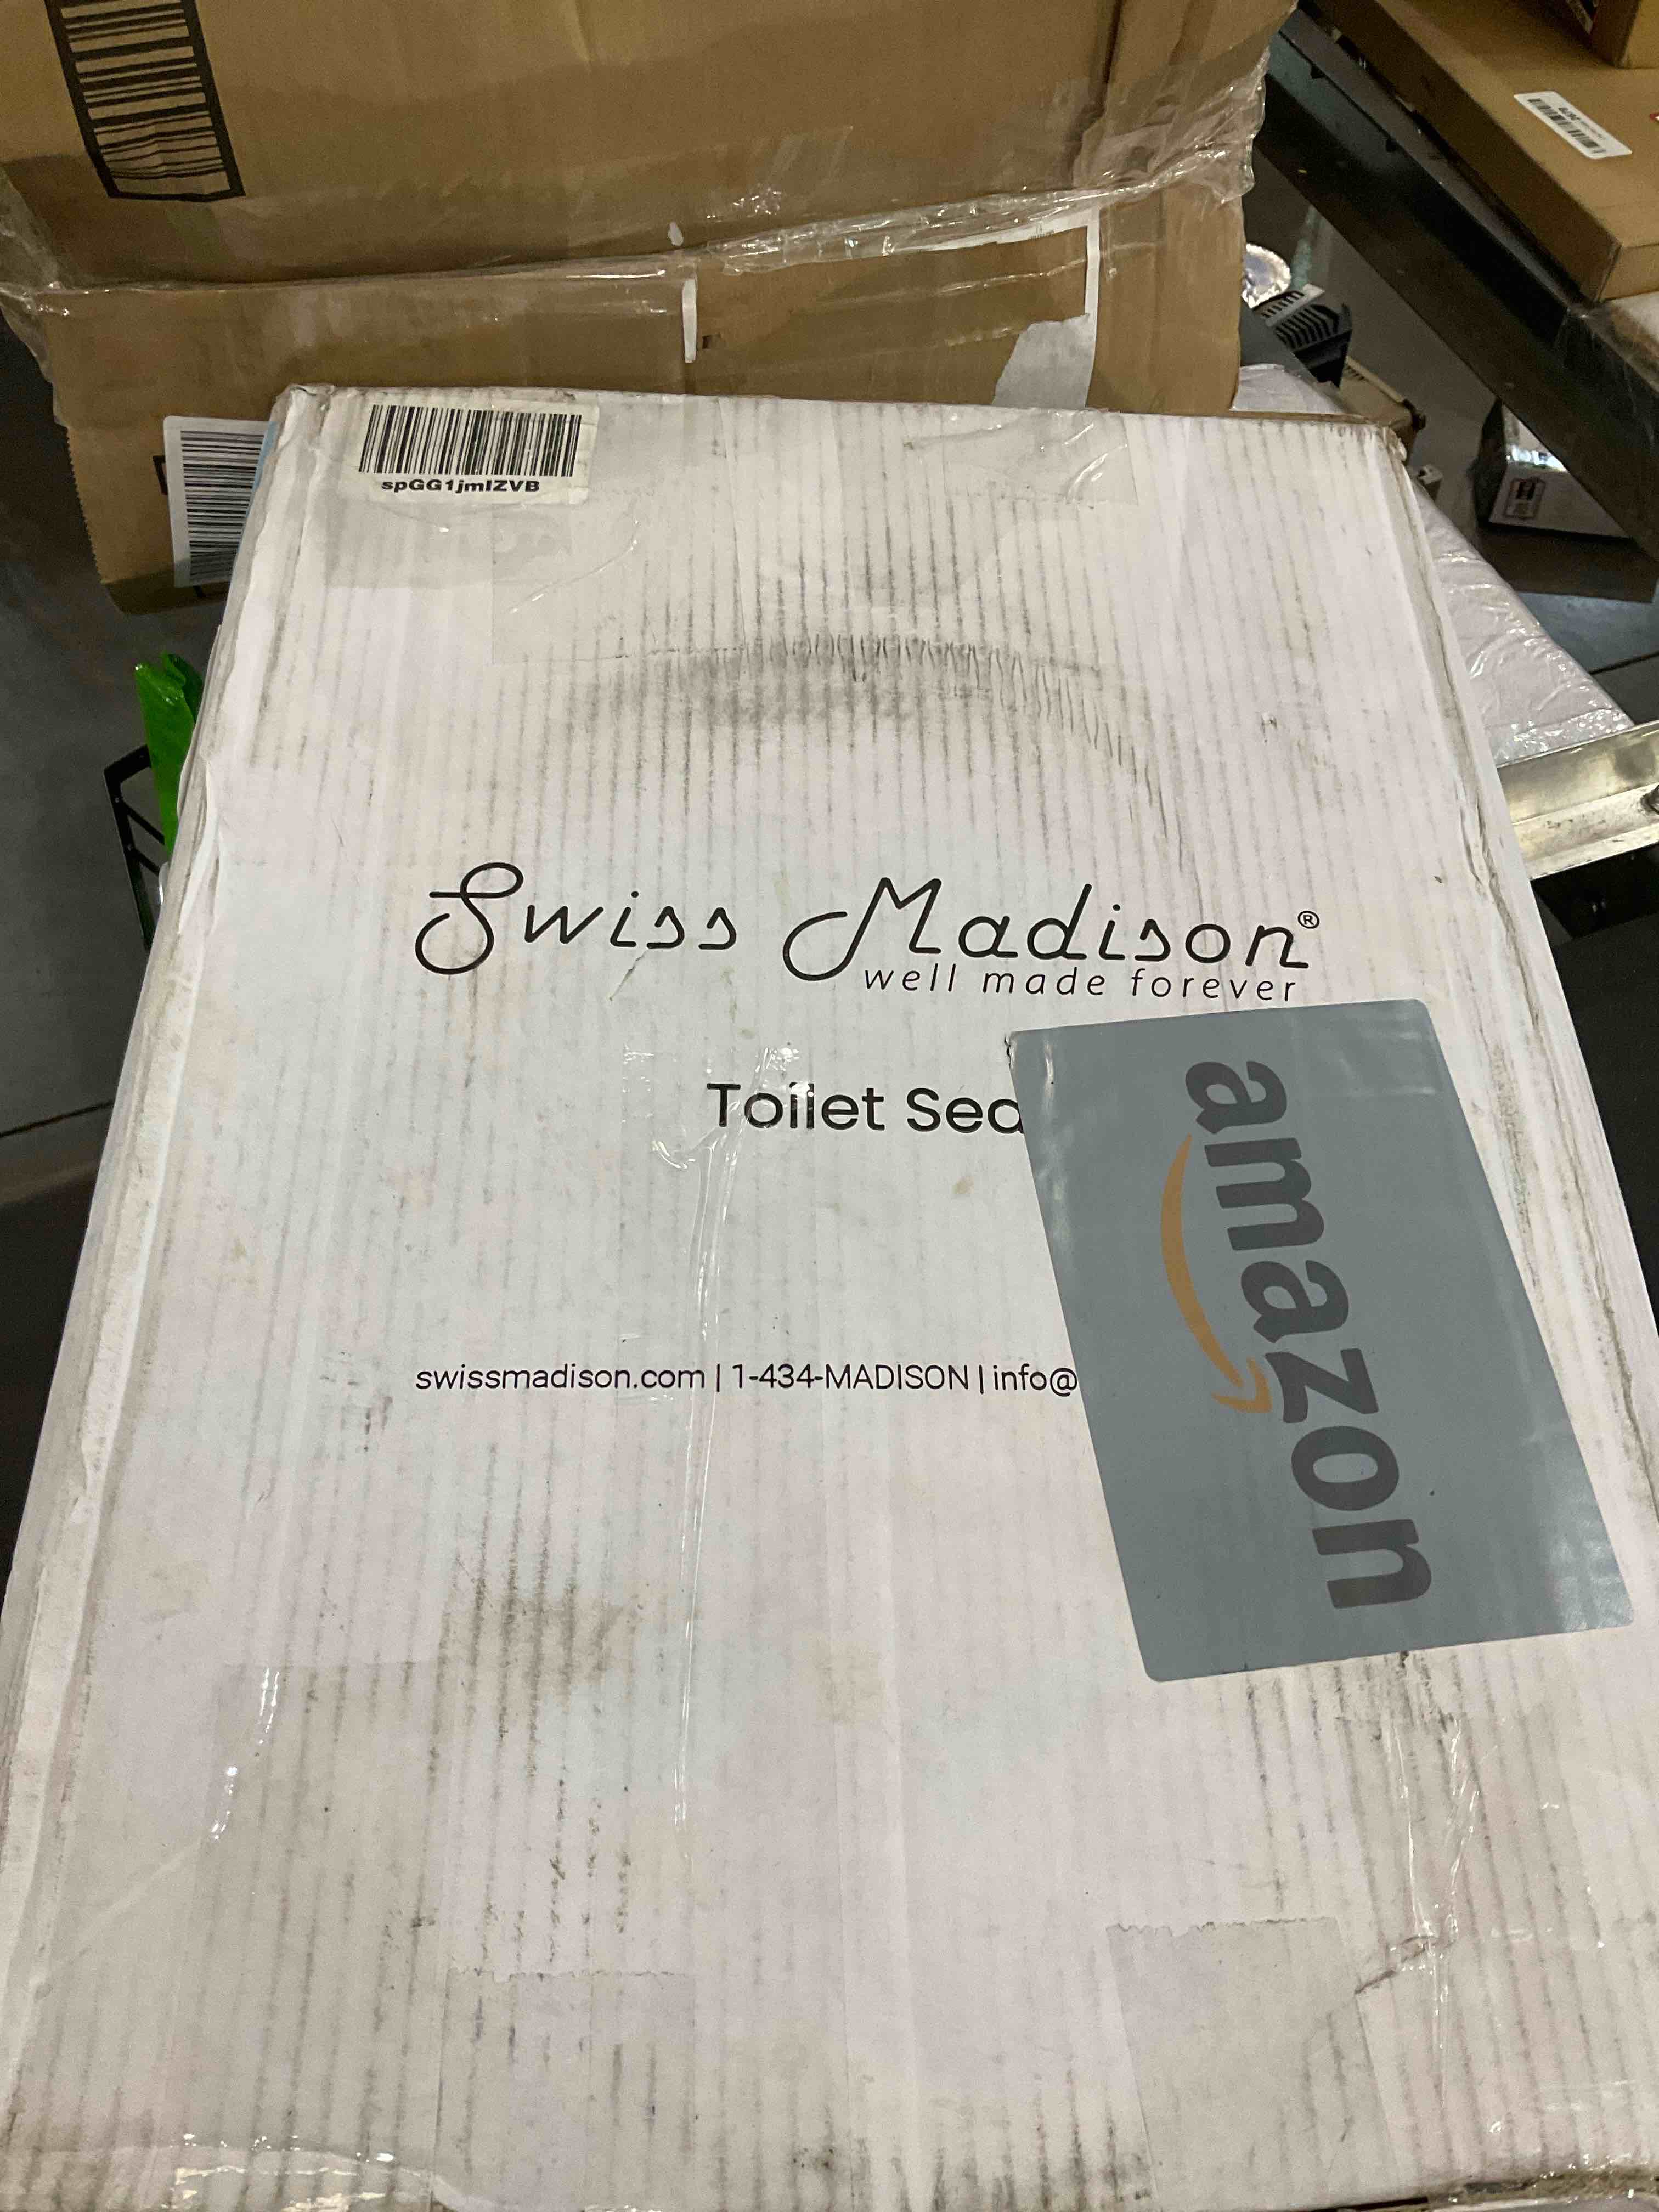 spGG1jmIZVB
Swiss Madison®
well made forever
Toilet Sea
swissmadison.com | 1-434-MADISON | info@
amazon